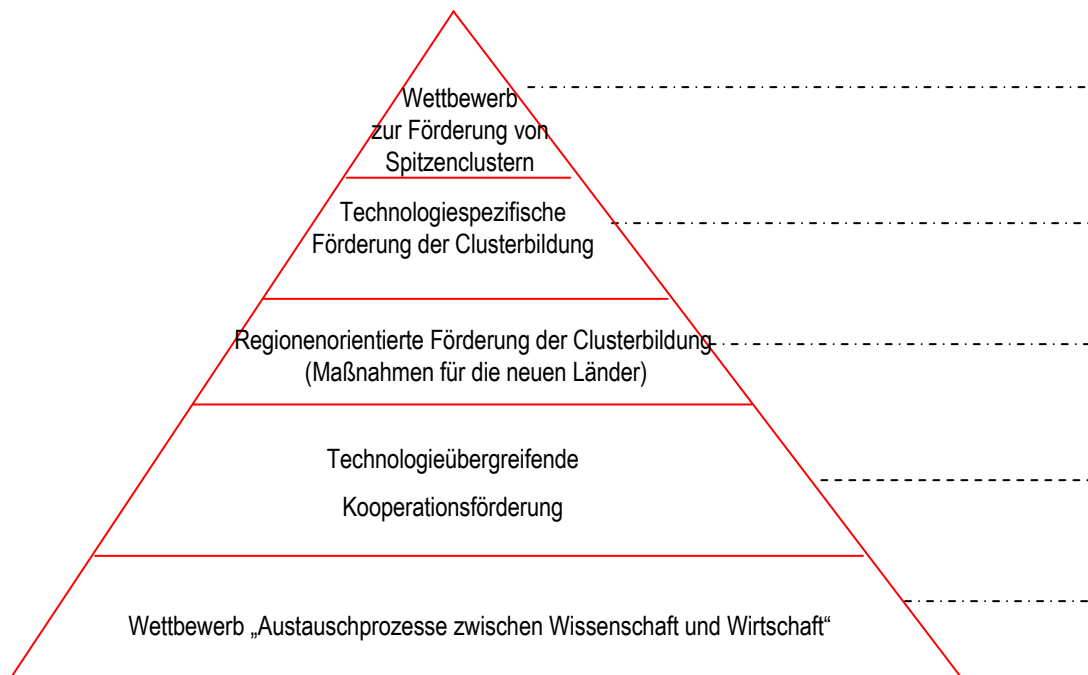 Wettbewerb
zur Förderung von
Spitzenclustern
Technologiespezifische
Förderung der Clusterbildung
Regionenorientierte Förderung der Clusterbildung
(Maßnahmen für die neuen Länder)
Technologieübergreifende
Kooperationsförderung
Wettbewerb „Austauschprozesse zwischen Wissenschaft und Wirtschaft“